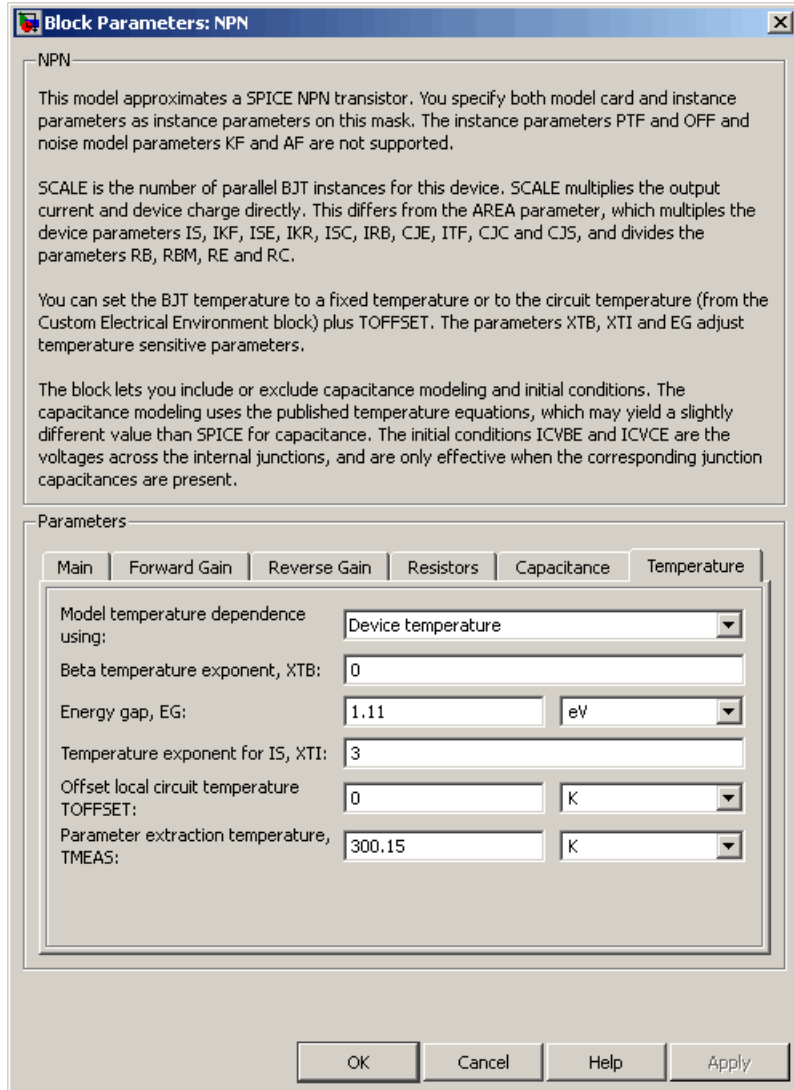 Block Parameters: NPN
NPN
This model approximates a SPICE NPN transistor. You specify both model card and instance
parameters as instance parameters on this mask. The instance parameters PTF and OFF and
noise model parameters KF and AF are not supported.
SCALE is the number of parallel BJT instances for this device. SCALE multiplies the output
current and device charge directly. This differs from the AREA parameter, which multiples the
device parameters IS, IKF, ISE, IKR, ISC, IRB, CJE, ITF, CJC and CJS, and divides the
parameters RB, RBM, RE and RC.
You can set the BJT temperature to a fixed temperature or to the circuit temperature (from the
Custom Electrical Environment block) plus TOFFSET. The parameters XTB, XTI and EG adjust
temperature sensitive parameters.
The block lets you include or exclude capacitance modeling and initial conditions. The
capacitance modeling uses the published temperature equations, which may yield a slightly
different value than SPICE for capacitance. The initial conditions ICVBE and ICVCE are the
voltages across the internal junctions, and are only effective when the corresponding junction
capacitances are present.
Parameters
Main Forward Gain Reverse Gain Resistors Capacitance Temperature
Model temperature dependence
using:
Device temperature
Beta temperature exponent, XTB: 0
Energy gap, EG: 1.11 eV
Temperature exponent for IS, XTI: 3
Offset local circuit temperature
TOFFSET:
0 K
Parameter extraction temperature,
TMEAS:
300.15 K
OK Cancel Help Apply